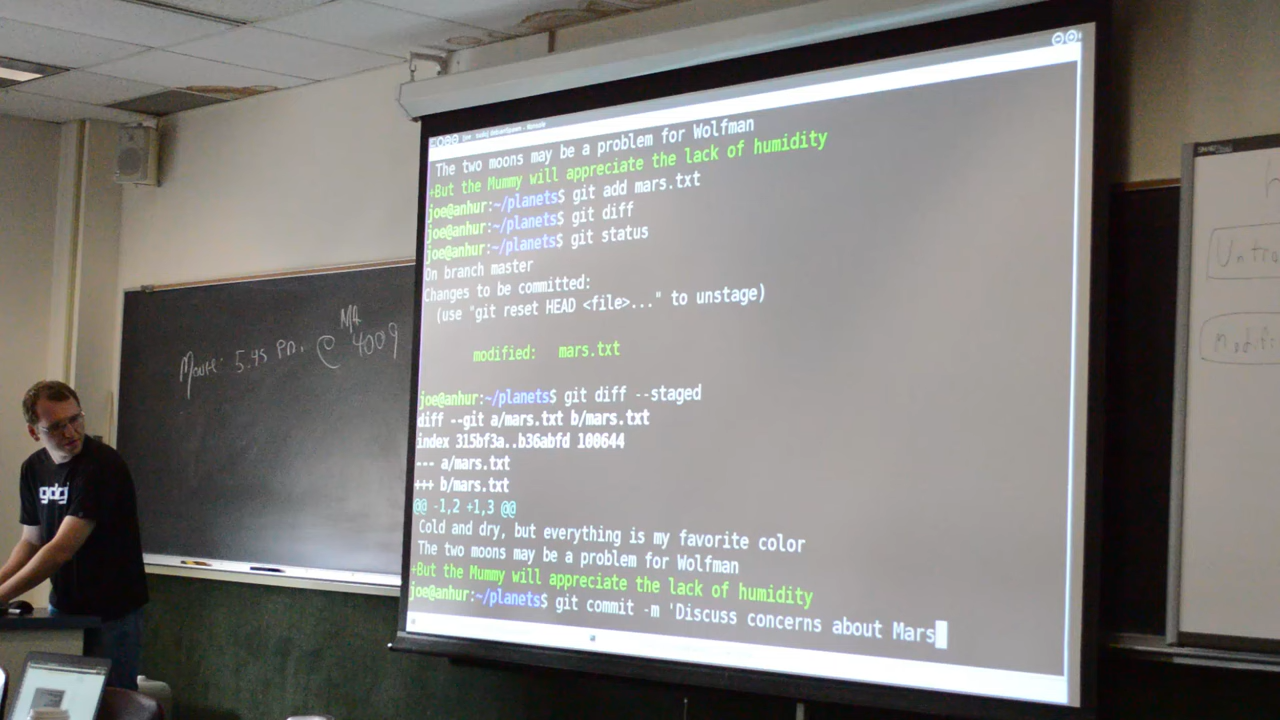 The two moons may be a problem for Wolfman
+But the Mummy will appreciate the lack of humidity
joe@anhur:~/planets$ git add mars.txt
joe@anhur:~/planets$ git diff
joe@anhur:~/planets$ git status
On branch master
Changes to be committed:
(use "git reset HEAD <file>..." to unstage)
modified: mars.txt
joe@anhur:~/planets$ git diff --staged
diff --git a/mars.txt b/mars.txt
index 315bf3a..b36abfd 100644
--- a/mars.txt
+++ b/mars.txt
@@ -1,2 +1,3 @@
Cold and dry, but everything is my favorite color
The two moons may be a problem for Wolfman
+But the Mummy will appreciate the lack of humidity
joe@anhur:~/planets$ git commit -m 'Discuss concerns about Mars
5:45 PM. @ M4
4009